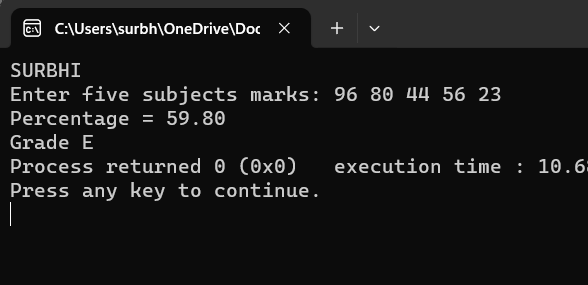 C:\Users\surbh\OneDrive\Doc
SURBHI
Enter five subjects marks: 96 80 44 56 23
Percentage = 59.80
Grade E
Process returned 0 (0x0)   execution time : 10.6
Press any key to continue.